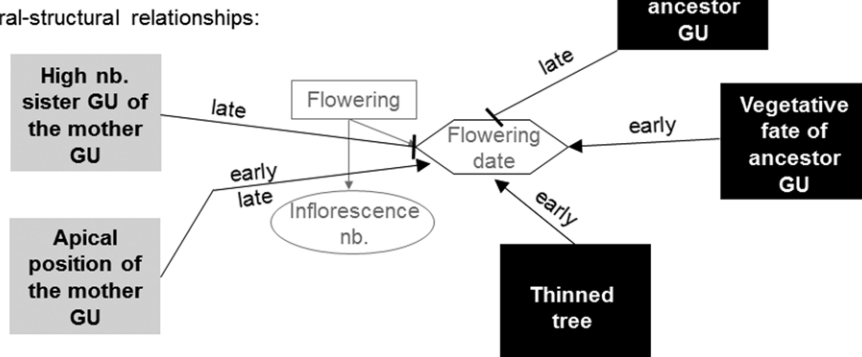 ral-structural relationships:
ancestor
GU
High nb.
sister GU of
the mother
GU
late
late
Flowering
Flowering
date
early
Vegetative
fate of
ancestor
GU
early
late
Inflorescence
nb.
early
Apical
position of
the mother
GU
Thinned
tree